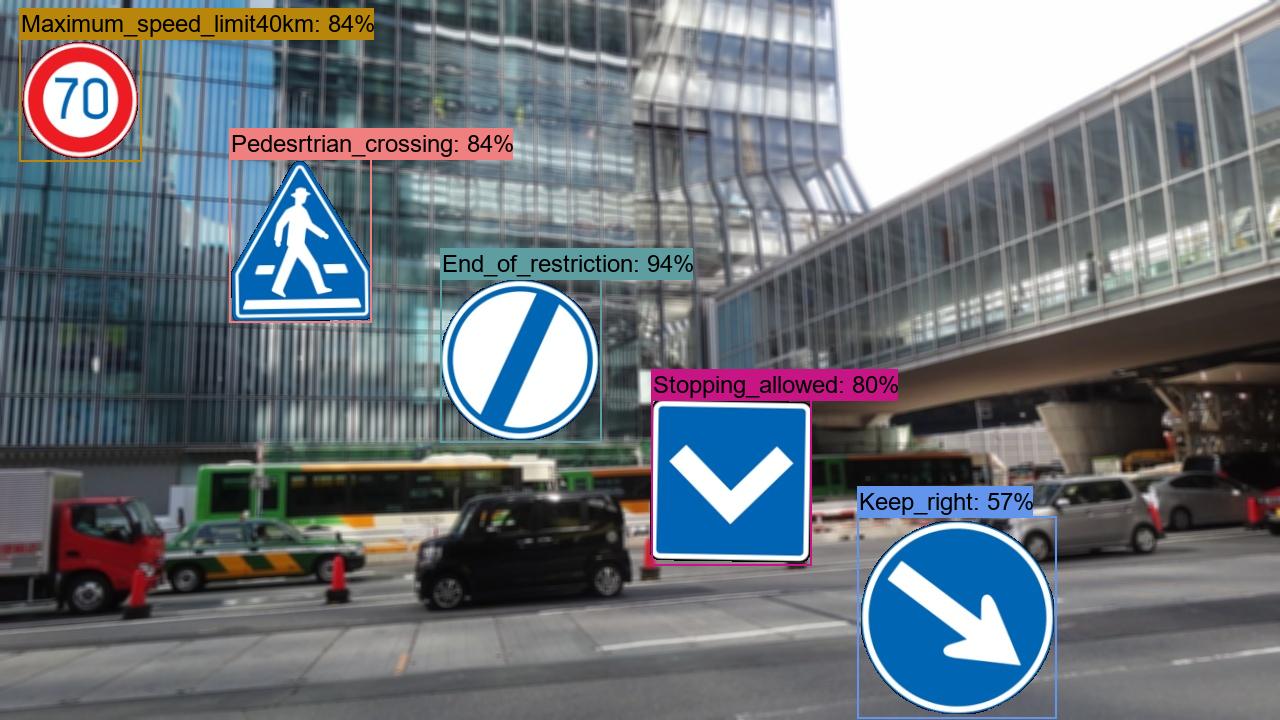 Maximum_speed_limit40km: 84%
70
Pedesrtrian_crossing: 84%
End_of_restriction: 94%
Stopping_allowed: 80%
Keep_right: 57%